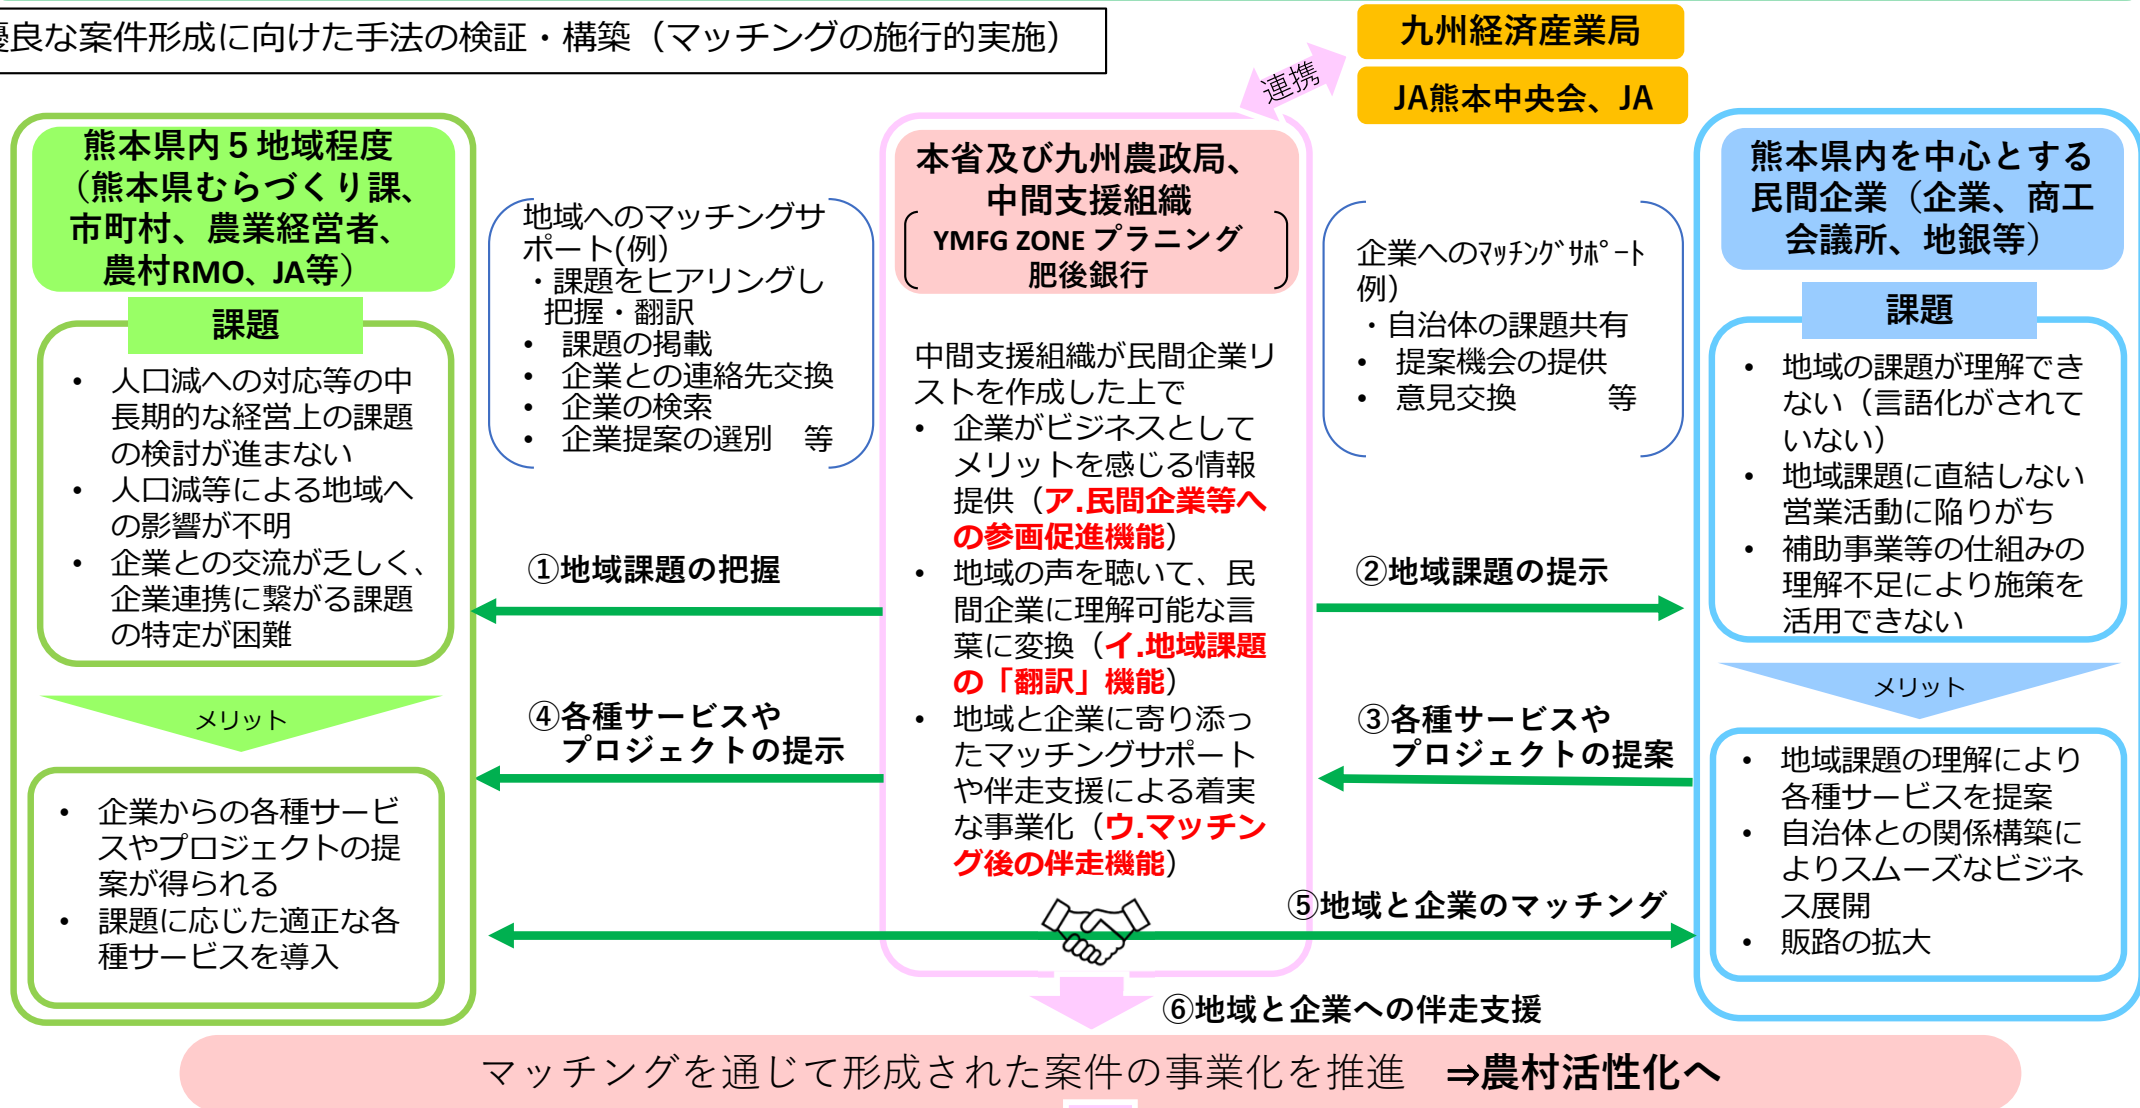 優良な案件形成に向けた手法の検証・構築（マッチングの施行的実施）
九州経済産業局
JA熊本中央会、JA
連携
熊本県内５地域程度
（熊本県むらづくり課、
市町村、農業経営者、
農村RMO、JA等）
課題
• 人口減への対応等の中
長期的な経営上の課題
の検討が進まない
• 人口減等による地域へ
の影響が不明
• 企業との交流が乏しく、
企業連携に繋がる課題
の特定が困難
メリット
• 企業からの各種サービ
スやプロジェクトの提
案が得られる
• 課題に応じた適正な各
種サービスを導入
地域へのマッチングサ
ポート(例）
・課題をヒアリングし
把握・翻訳
• 課題の掲載
• 企業との連絡先交換
• 企業の検索
• 企業提案の選別　等
①地域課題の把握
④各種サービスや
プロジェクトの提示
本省及び九州農政局、
中間支援組織
YMFG ZONE プラニング
肥後銀行
中間支援組織が民間企業リ
ストを作成した上で
• 企業がビジネスとして
メリットを感じる情報
提供（ア.民間企業等へ
の参画促進機能）
• 地域の声を聴いて、民
間企業に理解可能な言
葉に変換（イ.地域課題
の「翻訳」機能）
• 地域と企業に寄り添っ
たマッチングサポート
や伴走支援による着実
な事業化（ウ.マッチン
グ後の伴走機能）
企業へのﾏｯﾁﾝｸﾞｻﾎﾟｰﾄ
例）
・自治体の課題共有
• 提案機会の提供
• 意見交換　　　等
②地域課題の提示
③各種サービスや
プロジェクトの提案
⑤地域と企業のマッチング
熊本県内を中心とする
民間企業（企業、商工
会議所、地銀等）
課題
• 地域の課題が理解でき
ない（言語化がされて
いない）
• 地域課題に直結しない
営業活動に陥りがち
• 補助事業等の仕組みの
理解不足により施策を
活用できない
メリット
• 地域課題の理解により
各種サービスを提案
• 自治体との関係構築に
よりスムーズなビジネ
ス展開
• 販路の拡大
⑥地域と企業への伴走支援
マッチングを通じて形成された案件の事業化を推進　⇒農村活性化へ